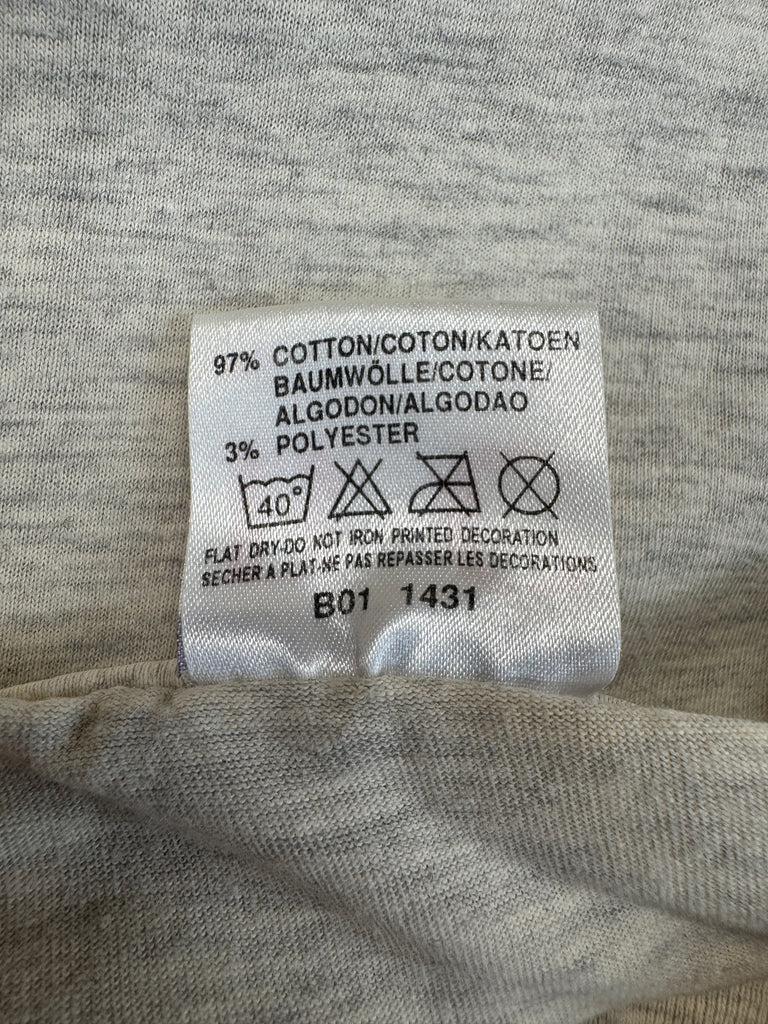 97% COTTON/COTON/KATOEN
BAUMWÖLLE/COTONE/
ALGODON/ALGODAO
3% POLYESTER
40°
FLAT DRY-DO NOT IRON PRINTED DECORATION
SECHER A PLAT-NE PAS REPASSER LES DECORATIONS
B01 1431